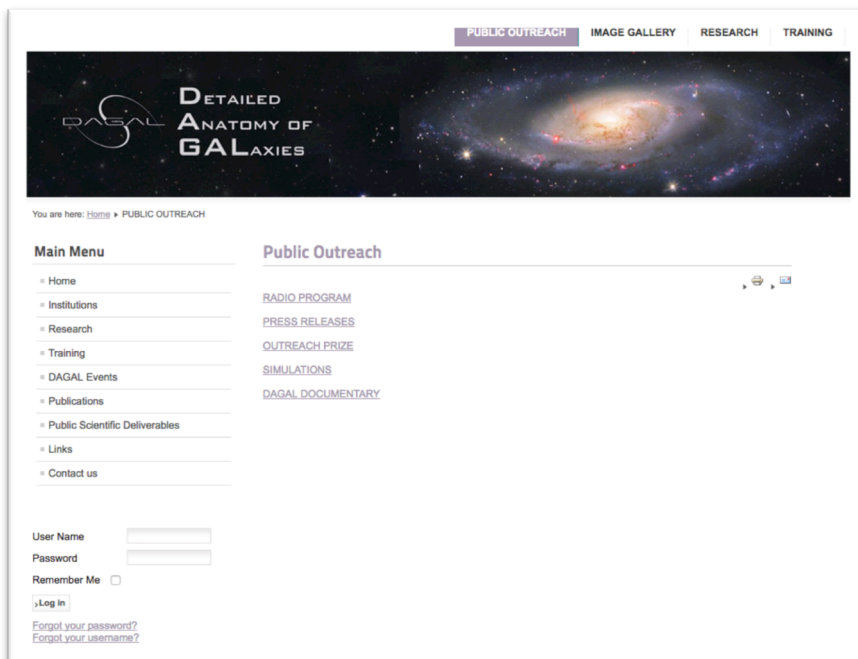 PUBLIC OUTREACH IMAGE GALLERY RESEARCH TRAINING
DAGAL
DETAILED
ANATOMY OF
GALAXIES
You are here: Home ▸ PUBLIC OUTREACH
Main Menu
Home
Institutions
Research
Training
DAGAL Events
Publications
Public Scientific Deliverables
Links
Contact us
Public Outreach
RADIO PROGRAM
PRESS RELEASES
OUTREACH PRIZE
SIMULATIONS
DAGAL DOCUMENTARY
User Name
Password
Remember Me
Log in
Forgot your password?
Forgot your username?